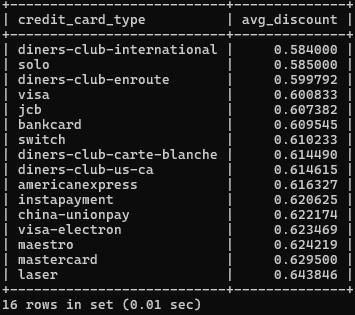 +---------------------------+--------------+
| credit_card_type          | avg_discount |
+---------------------------+--------------+
| diners-club-international |     0.584000 |
| solo                      |     0.585000 |
| diners-club-enroute       |     0.599792 |
| visa                      |     0.600833 |
| jcb                       |     0.607382 |
| bankcard                  |     0.609545 |
| switch                    |     0.610233 |
| diners-club-carte-blanche |     0.614490 |
| diners-club-us-ca         |     0.614615 |
| americanexpress           |     0.616327 |
| instapayment              |     0.620625 |
| china-unionpay            |     0.622174 |
| visa-electron             |     0.623469 |
| maestro                   |     0.624219 |
| mastercard                |     0.629500 |
| laser                     |     0.643846 |
+---------------------------+--------------+
16 rows in set (0.01 sec)